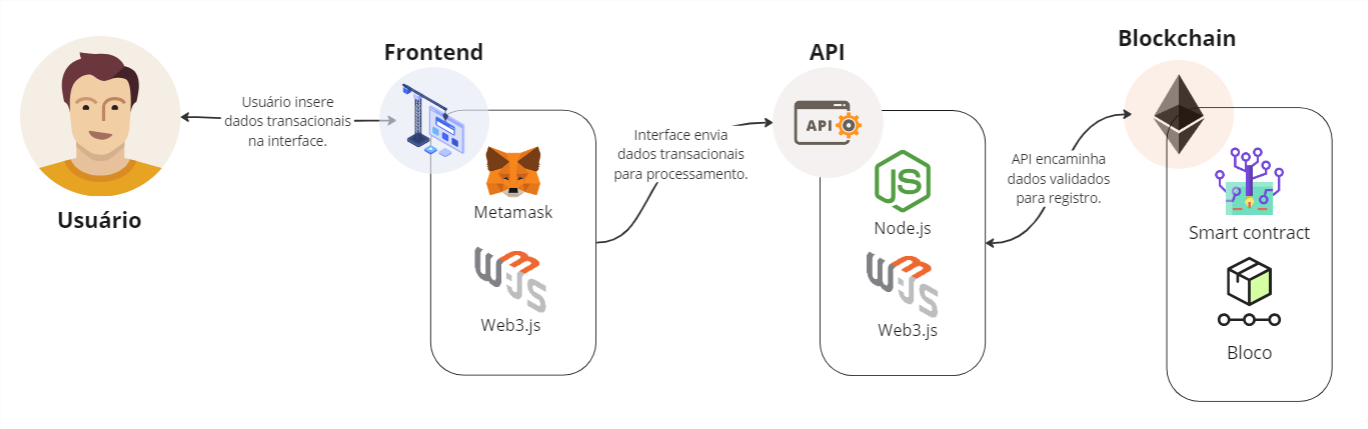 Usuário
Usuário insere
dados transacionais
na interface.
Frontend
Metamask
Web3.js
Interface envia
dados transacionais
para processamento.
API
API
JS
Node.js
Web3.js
API encaminha
dados validados
para registro.
Blockchain
Smart contract
Bloco